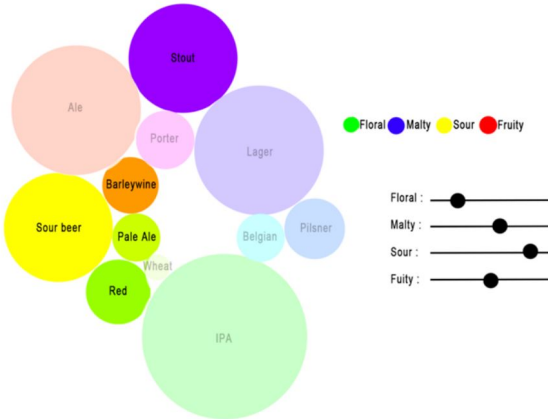 Stout
Ale
Porter
Lager
Barleywine
Sour beer
Pale Ale
Belgian
Pilsner
Wheat
Red
IPA
Floral Malty Sour Fruity
Floral :
Malty :
Sour :
Fuity :